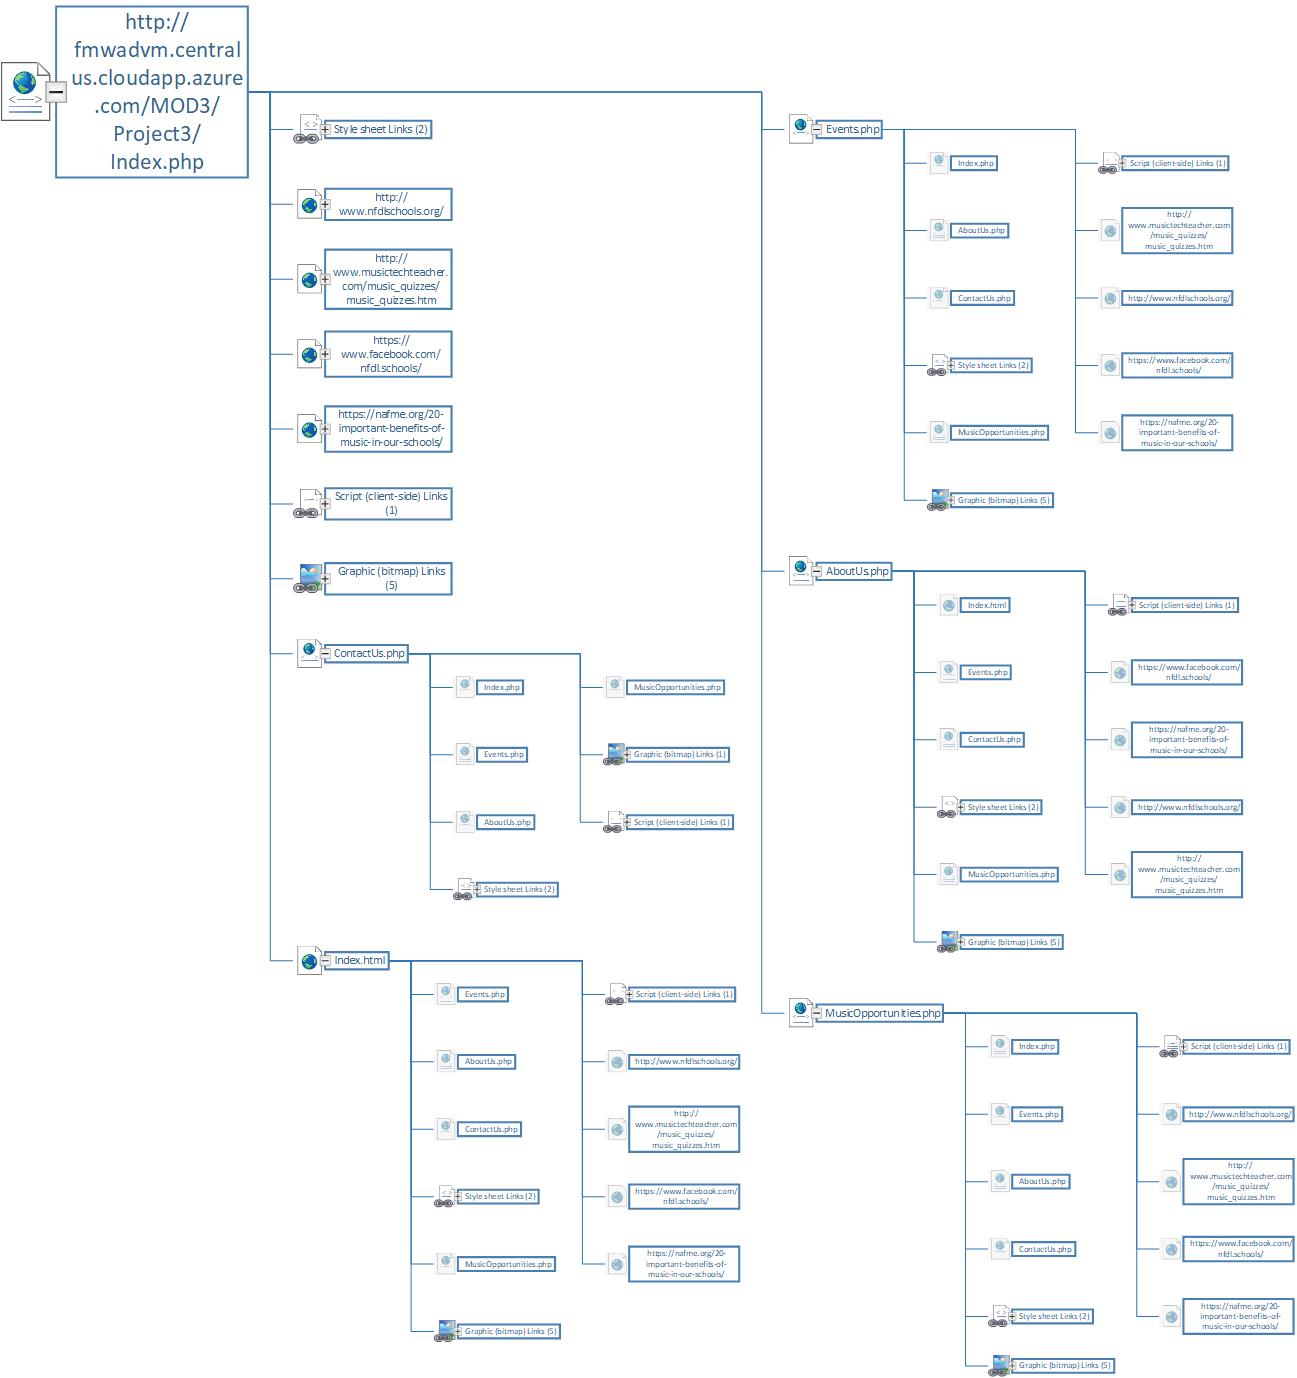 http://
fmwadvm.central
us.cloudapp.azure
.com/MOD3/
Project3/
Index.php
Style sheet Links (2)
http://
www.nfdlschools.org/
http://
www.musictechteacher.
com/music_quizzes/
music_quizzes.htm
https://
www.facebook.com/
nfdl.schools/
https://nafme.org/20-
important-benefits-of-
music-in-our-schools/
Script (client-side) Links
(1)
Graphic (bitmap) Links
(5)
ContactUs.php
Index.php
Events.php
AboutUs.php
Style sheet Links (2)
MusicOpportunities.php
Graphic (bitmap) Links (1)
Script (client-side) Links (1)
Index.html
Events.php
AboutUs.php
ContactUs.php
Style sheet Links (2)
MusicOpportunities.php
Graphic (bitmap) Links (5)
Script (client-side) Links (1)
http://www.nfdlschools.org/
http://
www.musictechteacher.com
/music_quizzes/
music_quizzes.htm
https://www.facebook.com/
nfdl.schools/
https://nafme.org/20-
important-benefits-of-
music-in-our-schools/
Events.php
Index.php
AboutUs.php
ContactUs.php
Style sheet Links (2)
MusicOpportunities.php
Graphic (bitmap) Links (5)
Script (client-side) Links (1)
http://
www.musictechteacher.com
/music_quizzes/
music_quizzes.htm
http://www.nfdlschools.org/
https://www.facebook.com/
nfdl.schools/
https://nafme.org/20-
important-benefits-of-
music-in-our-schools/
AboutUs.php
Index.html
Events.php
ContactUs.php
Style sheet Links (2)
MusicOpportunities.php
Graphic (bitmap) Links (5)
Script (client-side) Links (1)
https://www.facebook.com/
nfdl.schools/
https://nafme.org/20-
important-benefits-of-
music-in-our-schools/
http://www.nfdlschools.org/
http://
www.musictechteacher.com
/music_quizzes/
music_quizzes.htm
MusicOpportunities.php
Index.php
Events.php
AboutUs.php
ContactUs.php
Style sheet Links (2)
Graphic (bitmap) Links (5)
Script (client-side) Links (1)
http://www.nfdlschools.org/
http://
www.musictechteacher.com
/music_quizzes/
music_quizzes.htm
https://www.facebook.com/
nfdl.schools/
https://nafme.org/20-
important-benefits-of-
music-in-our-schools/